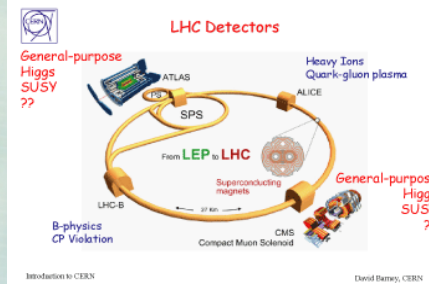 CERN
LHC Detectors
General-purpose
Higgs
SUSY
??
ATLAS
Heavy Ions
Quark-gluon plasma
ALICE
PS
SPS
From LEP to LHC
Superconducting
magnets
General-purpos
Higg
SUS
?
LHC-B
27 Km
CMS
Compact Muon Solenoid
B-physics
CP Violation
Introduction to CERN
David Barney, CERN